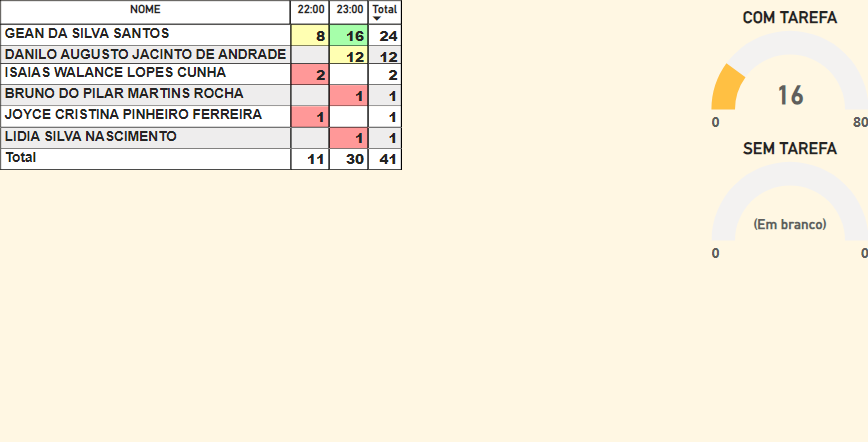 NOME 22:00 23:00 Total
GEAN DA SILVA SANTOS 8 16 24
DANILO AUGUSTO JACINTO DE ANDRADE 12 12
ISAIAS WALANCE LOPES CUNHA 2 2
BRUNO DO PILAR MARTINS ROCHA 1 1
JOYCE CRISTINA PINHEIRO FERREIRA 1 1
LIDIA SILVA NASCIMENTO 1 1
Total 11 30 41
COM TAREFA
16
0 80
SEM TAREFA
(Em branco)
0 0